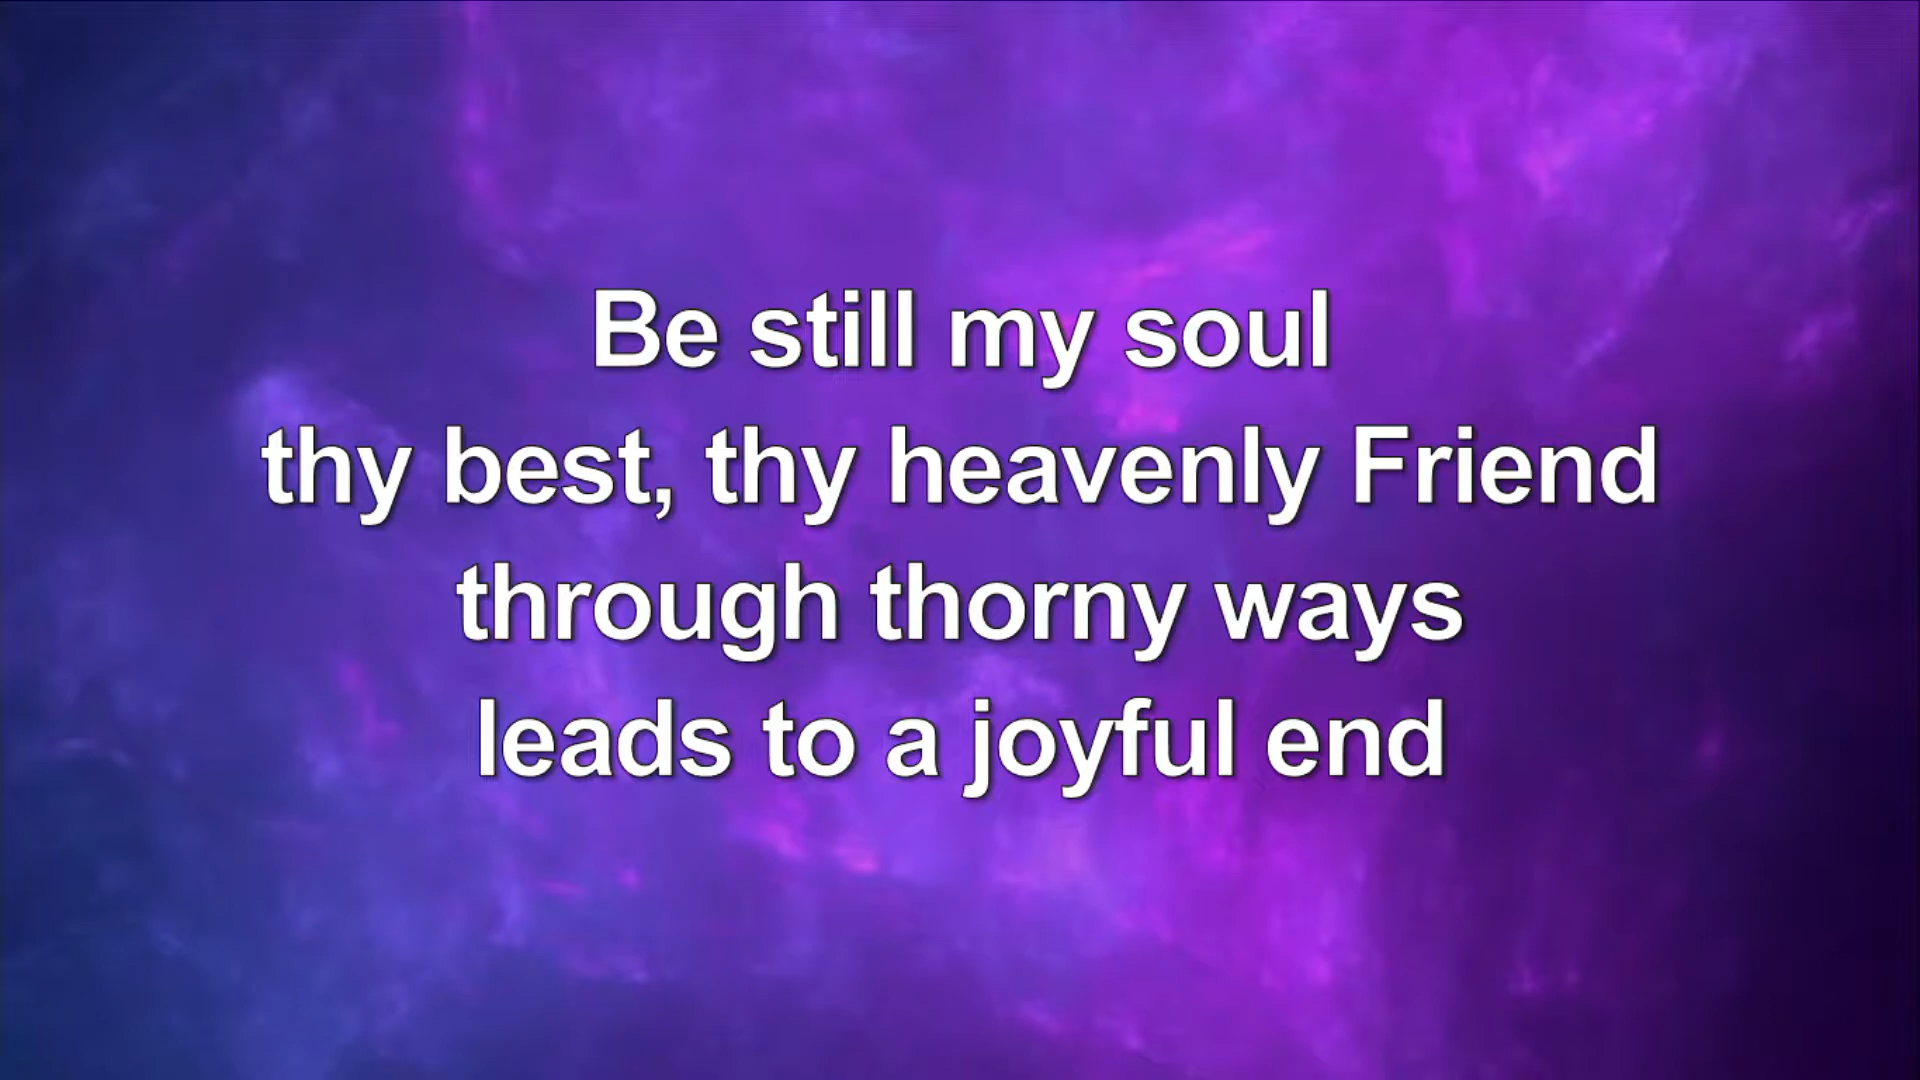 Be still my soul
thy best, thy heavenly Friend
through thorny ways
leads to a joyful end